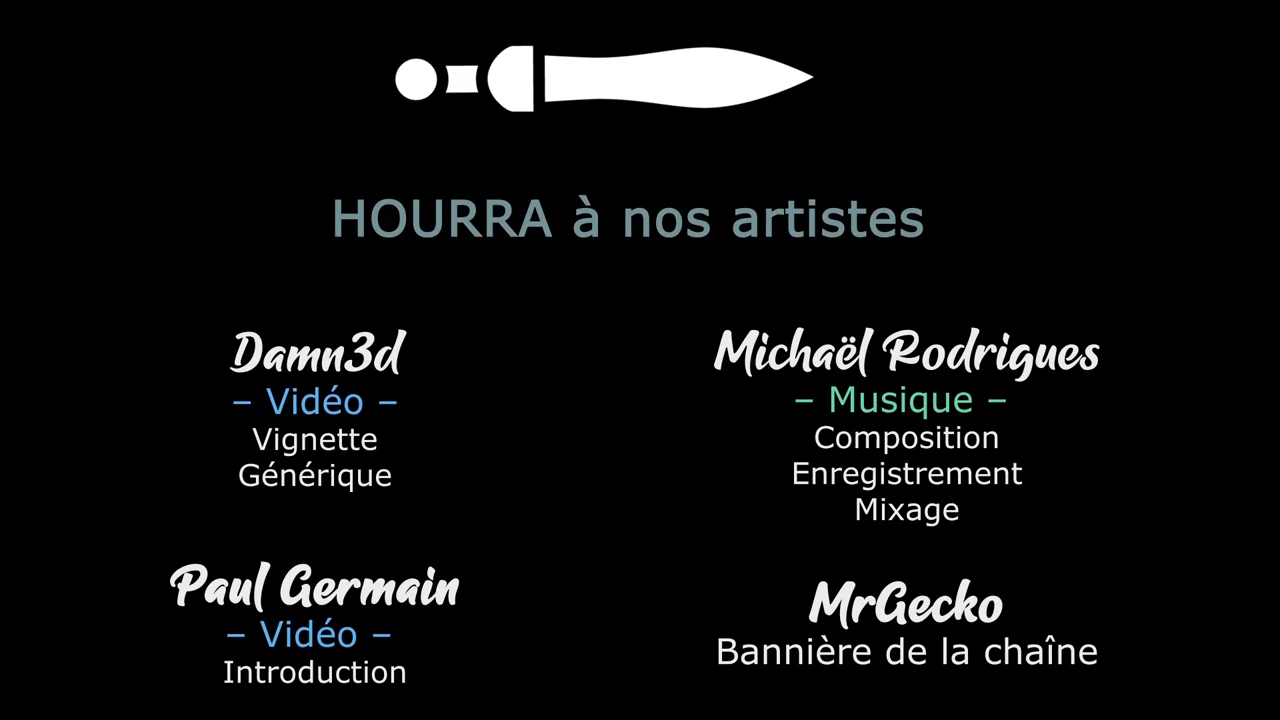 HOURRA à nos artistes
Damn3d
– Vidéo –
Vignette
Générique
Michaël Rodrigues
– Musique –
Composition
Enregistrement
Mixage
Paul Germain
– Vidéo –
Introduction
MrGecko
Bannière de la chaîne